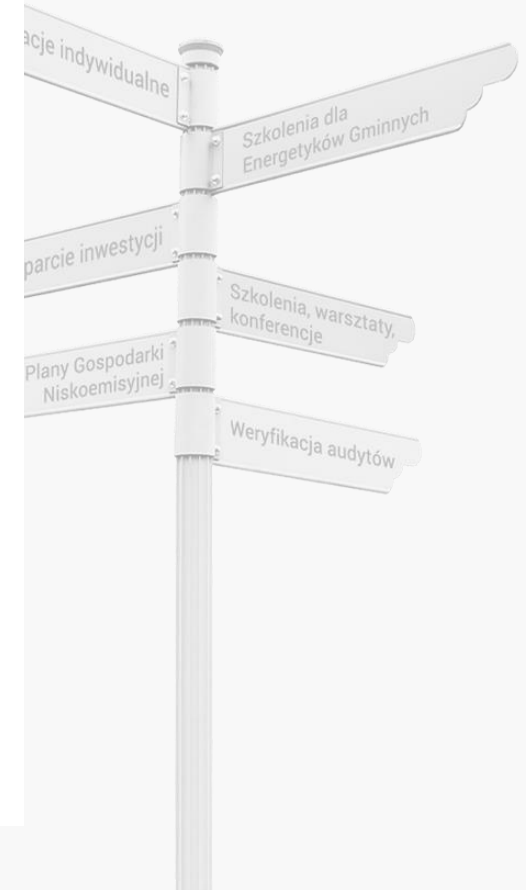 acje indywidualne
Szkolenia dla
Energetyków Gminnych
parcie inwestycji
Szkolenia, warsztaty,
konferencje
Plany Gospodarki
Niskoemisyjnej
Weryfikacja audytów